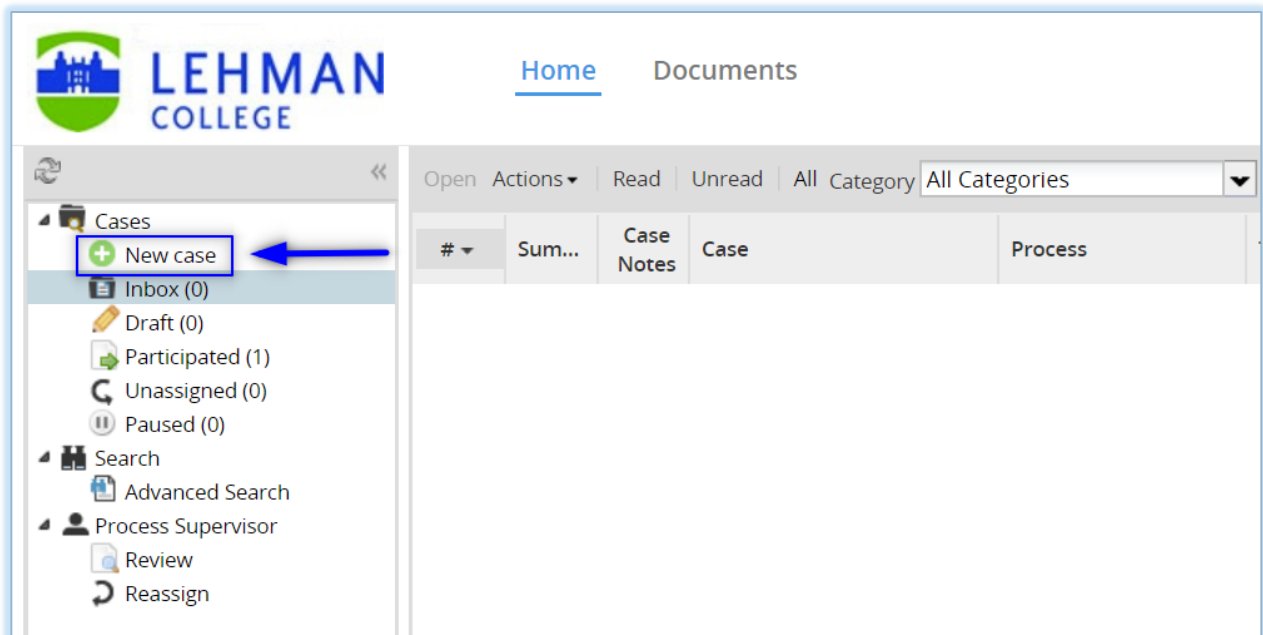 LEHMAN
COLLEGE
Home Documents
Open Actions Read Unread All Category All Categories
Cases
New case
Inbox (0)
Draft (0)
Participated (1)
Unassigned (0)
Paused (0)
Search
Advanced Search
Process Supervisor
Review
Reassign
# Sum... Case Notes Case Process